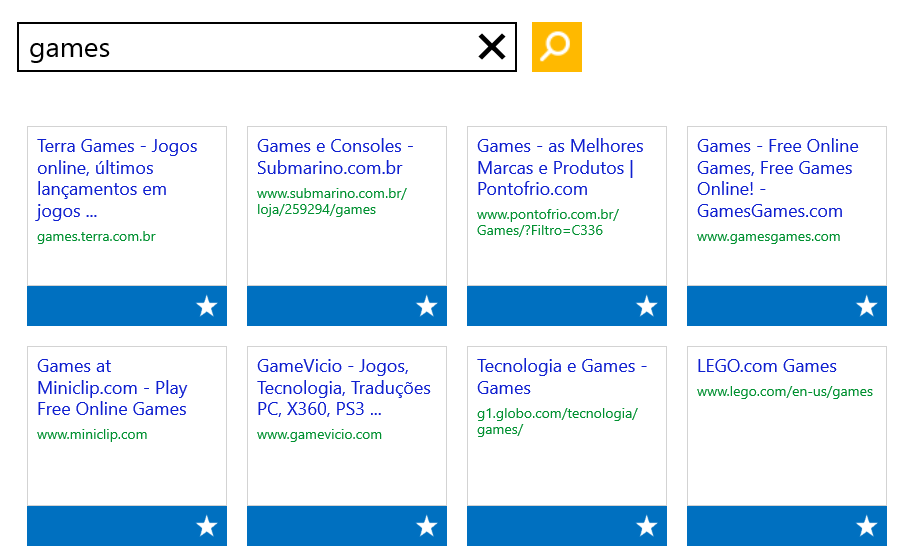 games
Terra Games - Jogos
online, últimos
lançamentos em
jogos ...
games.terra.com.br
Games e Consoles -
Submarino.com.br
www.submarino.com.br/
loja/259294/games
Games - as Melhores
Marcas e Produtos |
Pontofrio.com
www.pontofrio.com.br/
Games/?Filtro=C336
Games - Free Online
Games, Free Games
Online! -
GamesGames.com
www.gamesgames.com
Games at
Miniclip.com - Play
Free Online Games
www.miniclip.com
GameVicio - Jogos,
Tecnologia, Traduções
PC, X360, PS3 ...
www.gamevicio.com
Tecnologia e Games -
Games
g1.globo.com/tecnologia/
games/
LEGO.com Games
www.lego.com/en-us/games